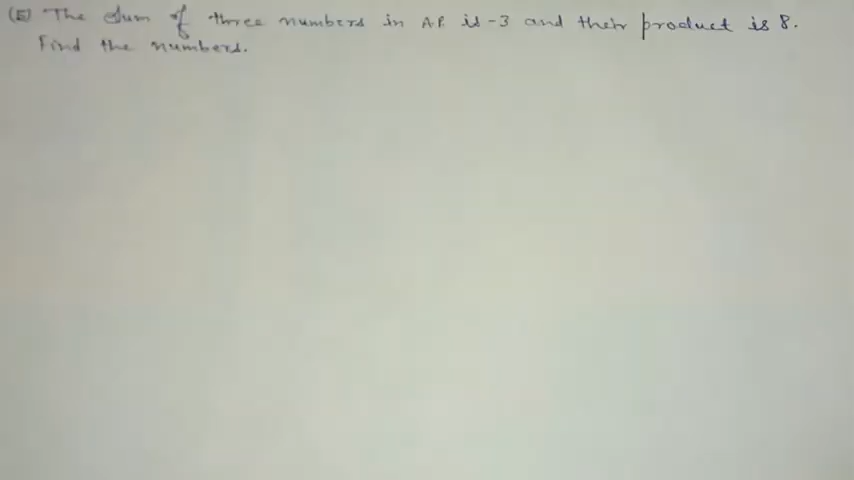 (5) The sum of three numbers in A.P. is -3 and their product is 8.
Find the numbers.